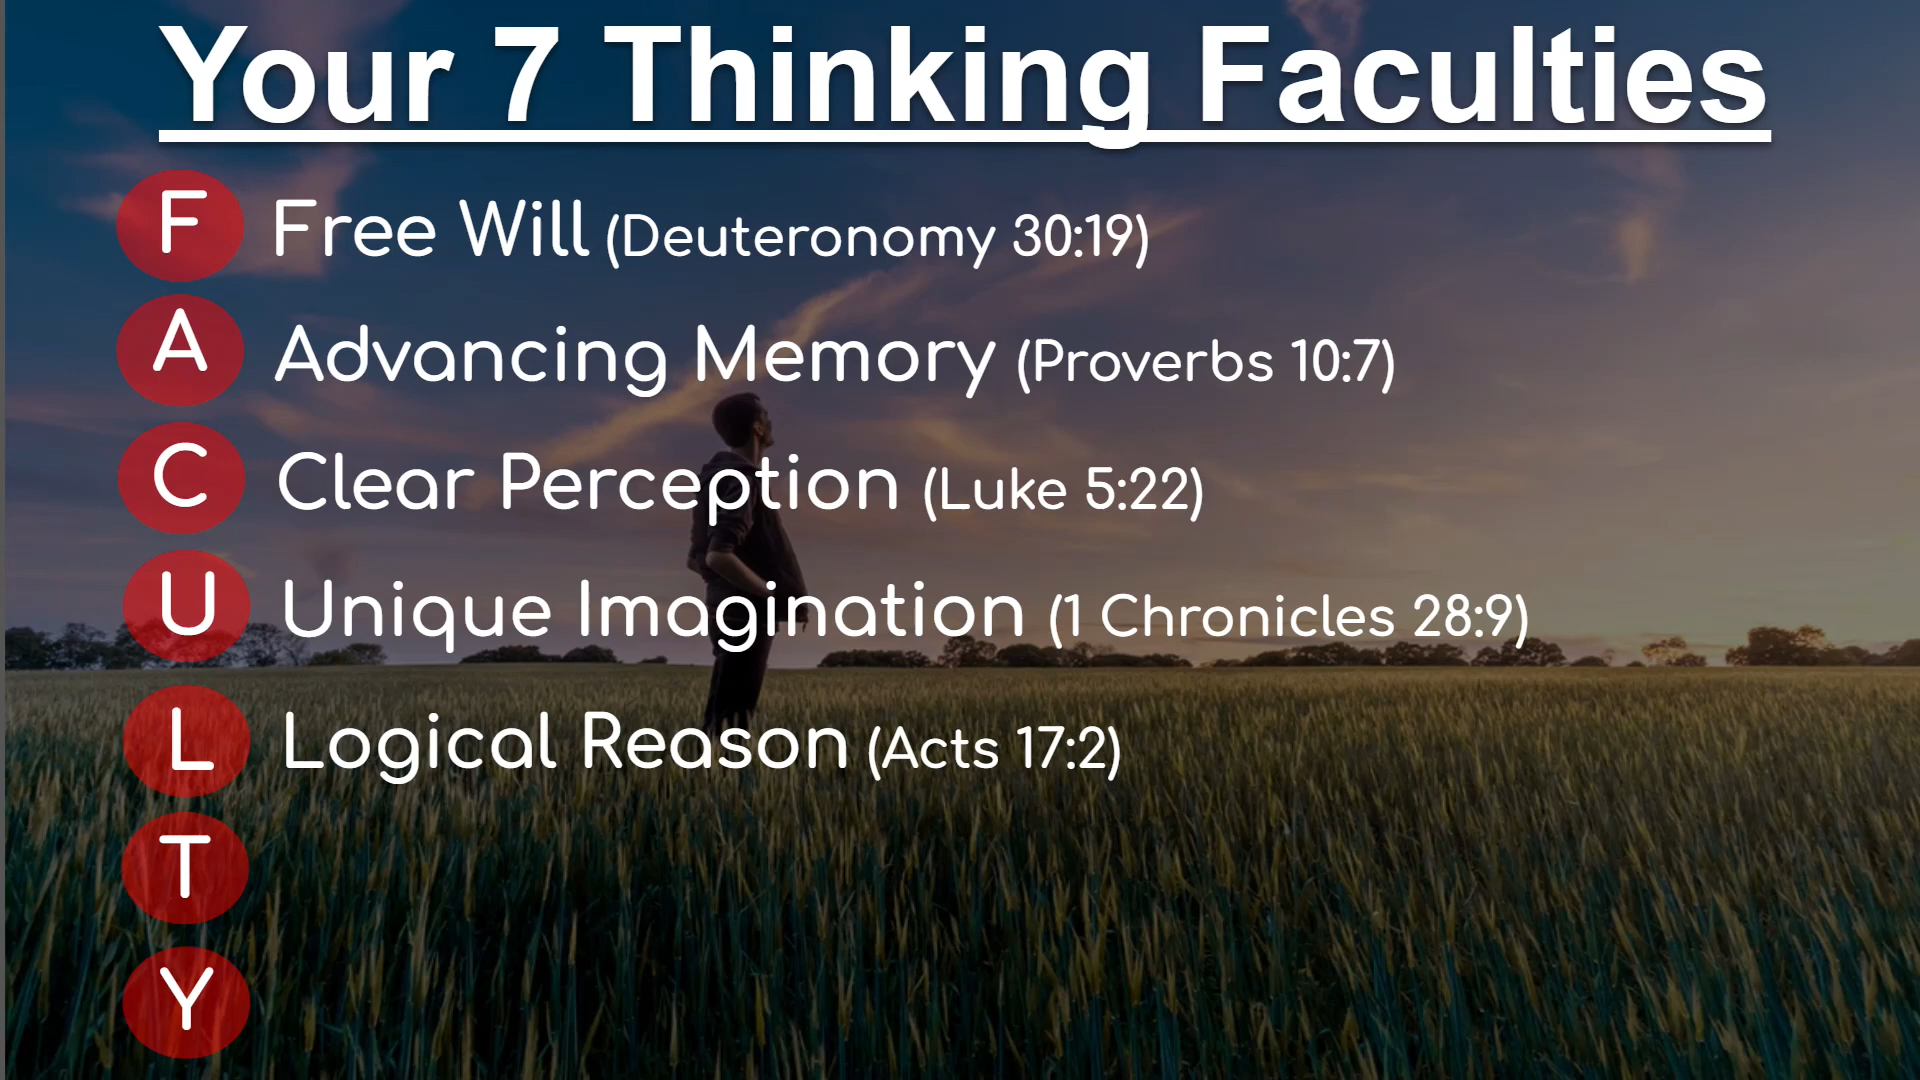 Your 7 Thinking Faculties
F Free Will (Deuteronomy 30:19)
A Advancing Memory (Proverbs 10:7)
C Clear Perception (Luke 5:22)
U Unique Imagination (1 Chronicles 28:9)
L Logical Reason (Acts 17:2)
T
Y